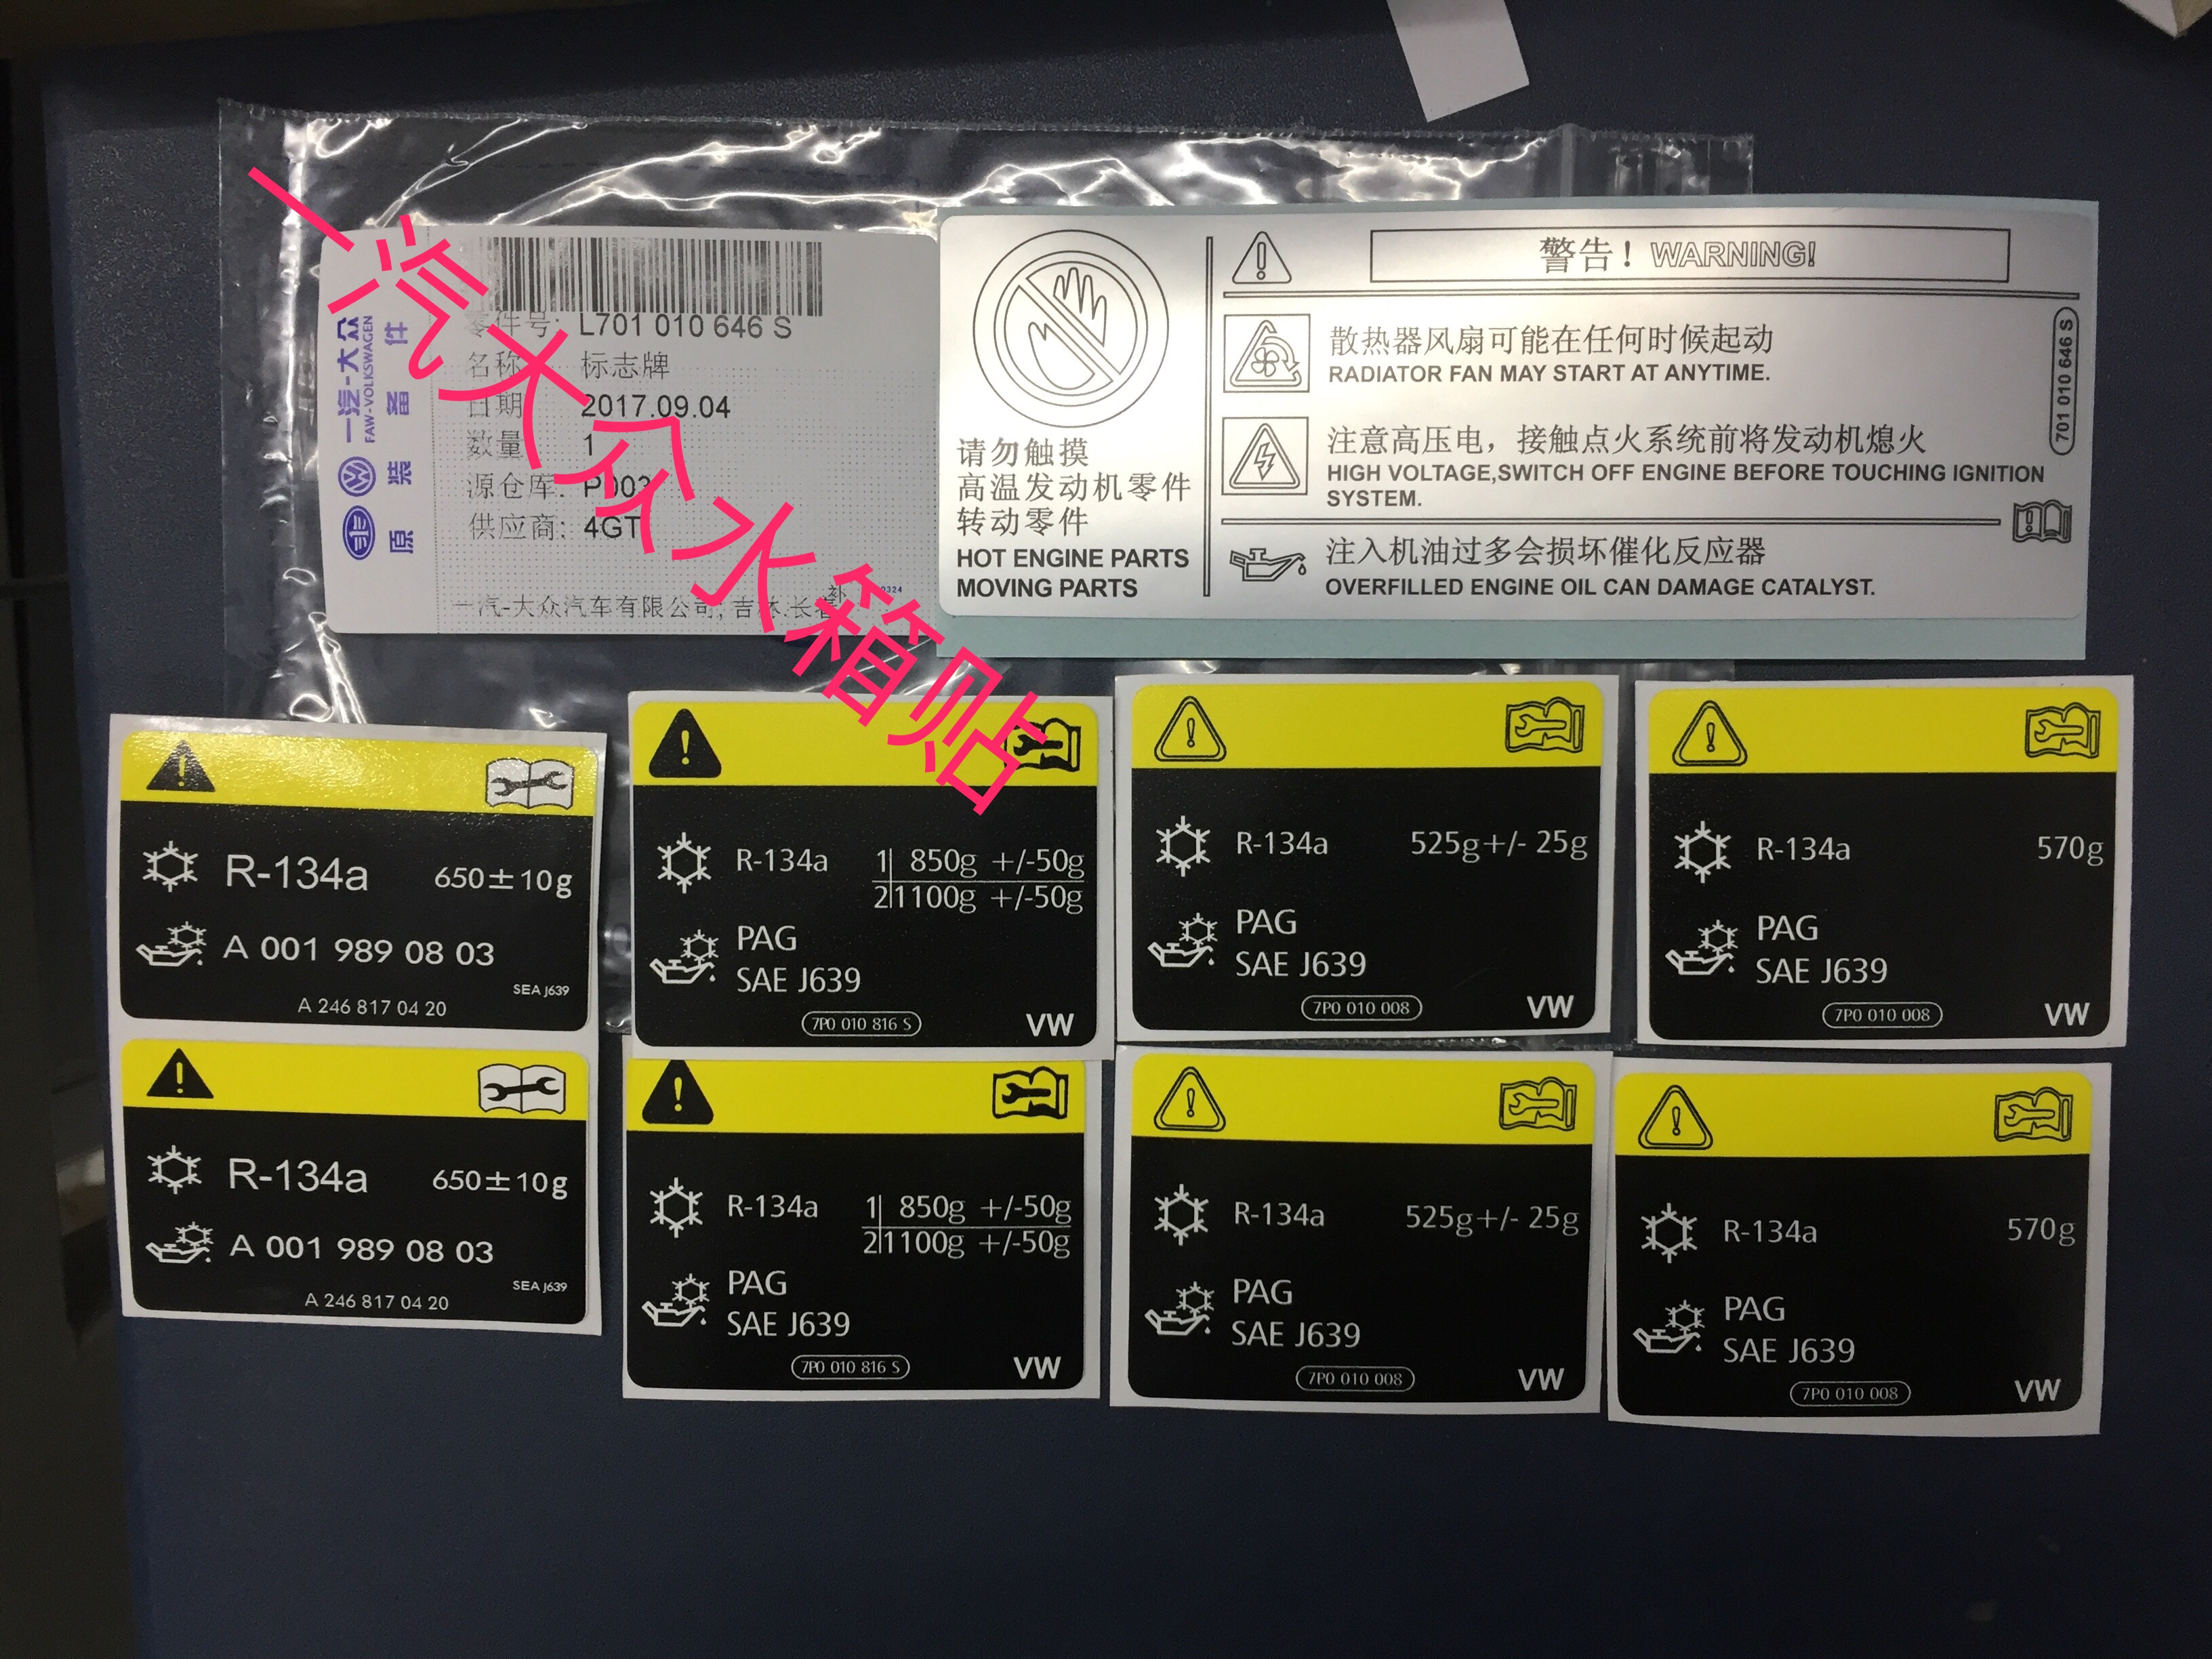 一汽大众水箱贴
一汽-大众
FAW-VOLKSWAGEN
原装备件
零件号: L701 010 646 S
名称 标志牌
日期 2017.09.04
数量 1
源仓库: P002
供应商: 4GT
一汽-大众汽车有限公司, 吉林.长春
0324
请勿触摸
高温发动机零件
转动零件
HOT ENGINE PARTS
MOVING PARTS
警告! WARNING!
散热器风扇可能在任何时候起动
RADIATOR FAN MAY START AT ANYTIME.
注意高压电，接触点火系统前将发动机熄火
HIGH VOLTAGE,SWITCH OFF ENGINE BEFORE TOUCHING IGNITION
SYSTEM.
注入机油过多会损坏催化反应器
OVERFILLED ENGINE OIL CAN DAMAGE CATALYST.
701 010 646 S
R-134a 650±10g
A 001 989 08 03
SEA J639
A 246 817 04 20
R-134a 1 850g +/-50g
2 1100g +/-50g
PAG
SAE J639
7P0 010 816 S VW
R-134a 525g+/- 25g
PAG
SAE J639
7P0 010 008 VW
R-134a 570g
PAG
SAE J639
7P0 010 008 VW
R-134a 650±10g
A 001 989 08 03
SEA J639
A 246 817 04 20
R-134a 1 850g +/-50g
2 1100g +/-50g
PAG
SAE J639
7P0 010 816 S VW
R-134a 525g+/- 25g
PAG
SAE J639
7P0 010 008 VW
R-134a 570g
PAG
SAE J639
7P0 010 008 VW